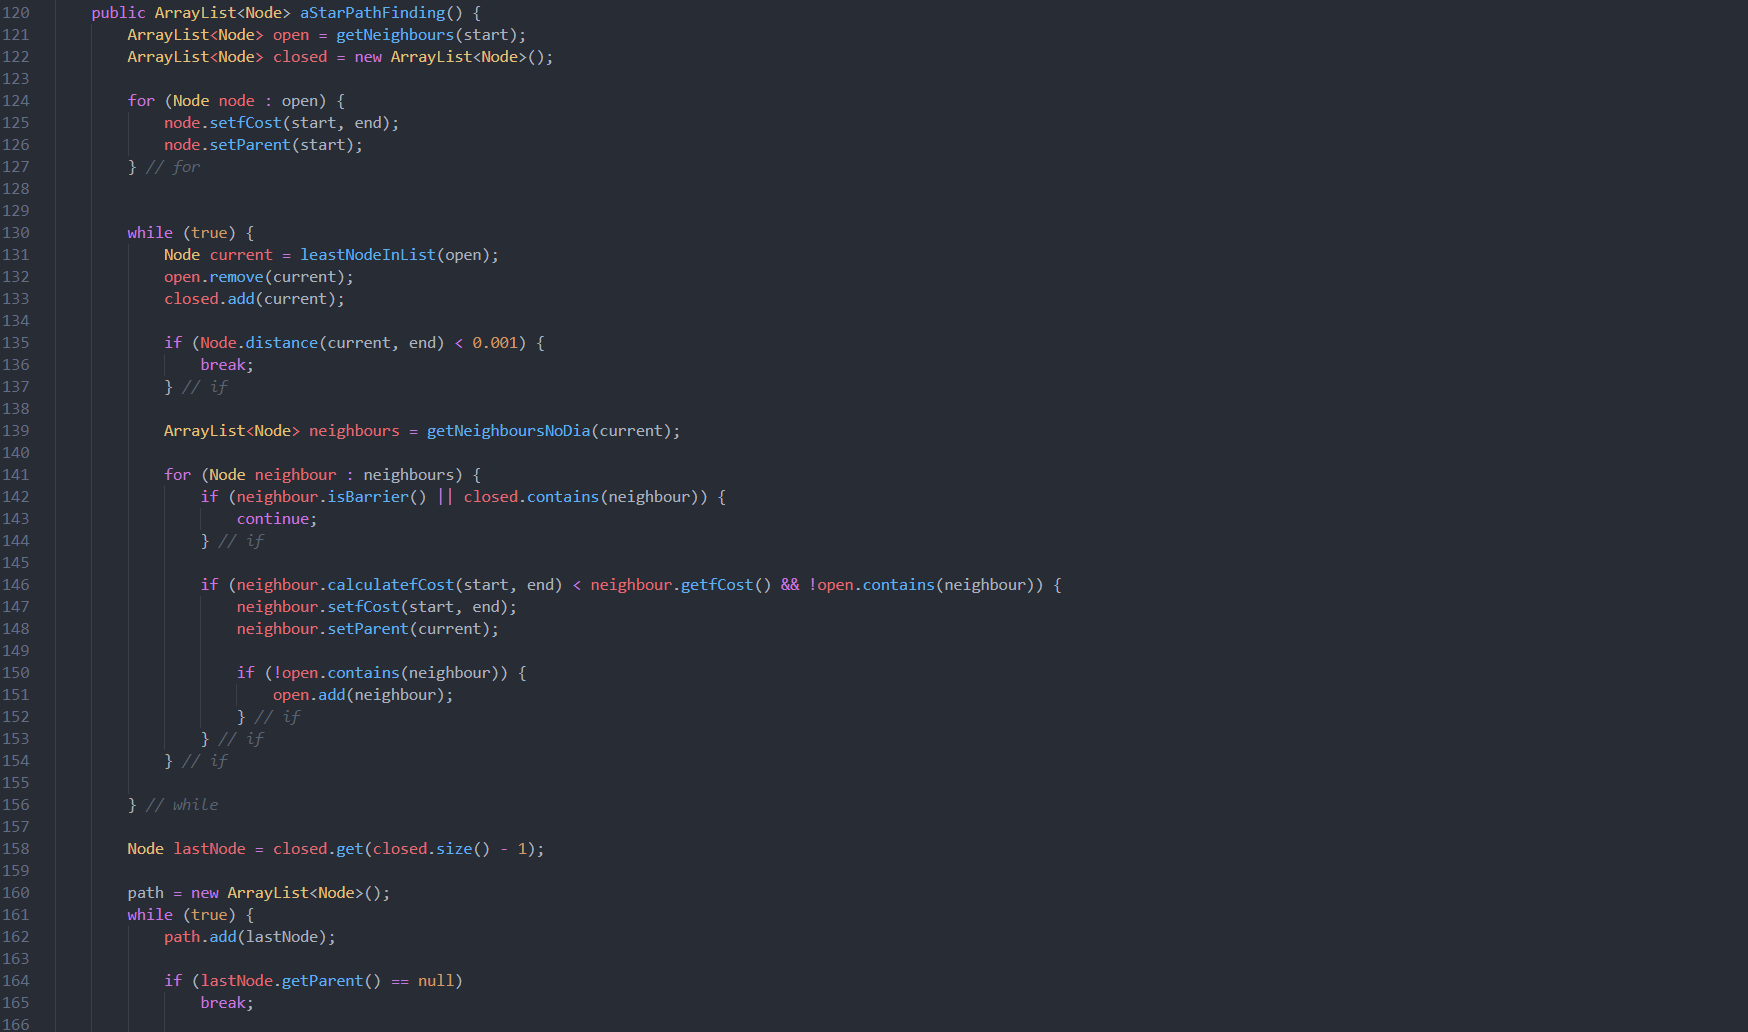 120 public ArrayList<Node> aStarPathFinding() {
121 ArrayList<Node> open = getNeighbours(start);
122 ArrayList<Node> closed = new ArrayList<Node>();
123
124 for (Node node : open) {
125 node.setfCost(start, end);
126 node.setParent(start);
127 } // for
128
129
130 while (true) {
131 Node current = leastNodeInList(open);
132 open.remove(current);
133 closed.add(current);
134
135 if (Node.distance(current, end) < 0.001) {
136 break;
137 } // if
138
139 ArrayList<Node> neighbours = getNeighboursNoDia(current);
140
141 for (Node neighbour : neighbours) {
142 if (neighbour.isBarrier() || closed.contains(neighbour)) {
143 continue;
144 } // if
145
146 if (neighbour.calculatefCost(start, end) < neighbour.getfCost() && !open.contains(neighbour)) {
147 neighbour.setfCost(start, end);
148 neighbour.setParent(current);
149
150 if (!open.contains(neighbour)) {
151 open.add(neighbour);
152 } // if
153 } // if
154 } // if
155
156 } // while
157
158 Node lastNode = closed.get(closed.size() - 1);
159
160 path = new ArrayList<Node>();
161 while (true) {
162 path.add(lastNode);
163
164 if (lastNode.getParent() == null)
165 break;
166